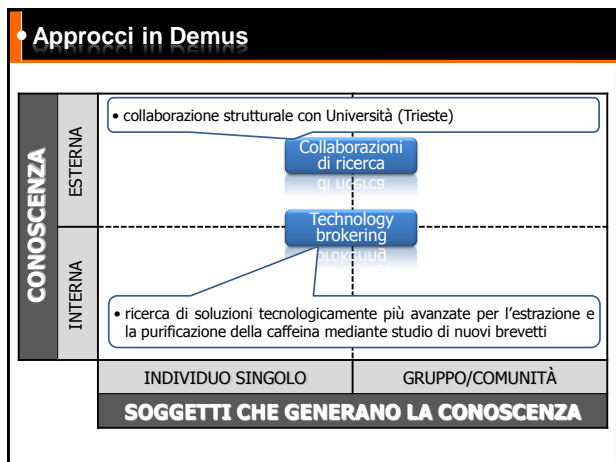 • Approcci in Demus
• collaborazione strutturale con Università (Trieste)
Collaborazioni
di ricerca
CONOSCENZA
ESTERNA
Technology
brokering
INTERNA
• ricerca di soluzioni tecnologicamente più avanzate per l'estrazione e
la purificazione della caffeina mediante studio di nuovi brevetti
INDIVIDUO SINGOLO
GRUPPO/COMUNITÀ
SOGGETTI CHE GENERANO LA CONOSCENZA